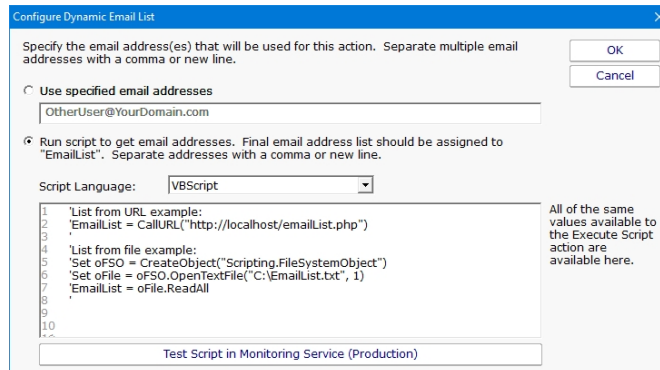 Configure Dynamic Email List
Specify the email address(es) that will be used for this action. Separate multiple email
addresses with a comma or new line.
OK
Cancel
Use specified email addresses
OtherUser@YourDomain.com
Run script to get email addresses. Final email address list should be assigned to
"EmailList". Separate addresses with a comma or new line.
Script Language:
VBScript
1 'List from URL example:
2 'EmailList = CallURL("http://localhost/emailList.php")
3 '
4 'List from file example:
5 'Set oFSO = CreateObject("Scripting.FileSystemObject")
6 'Set oFile = oFSO.OpenTextFile("C:\EmailList.txt", 1)
7 'EmailList = oFile.ReadAll
8 '
9
10
All of the same
values available to
the Execute Script
action are
available here.
Test Script in Monitoring Service (Production)